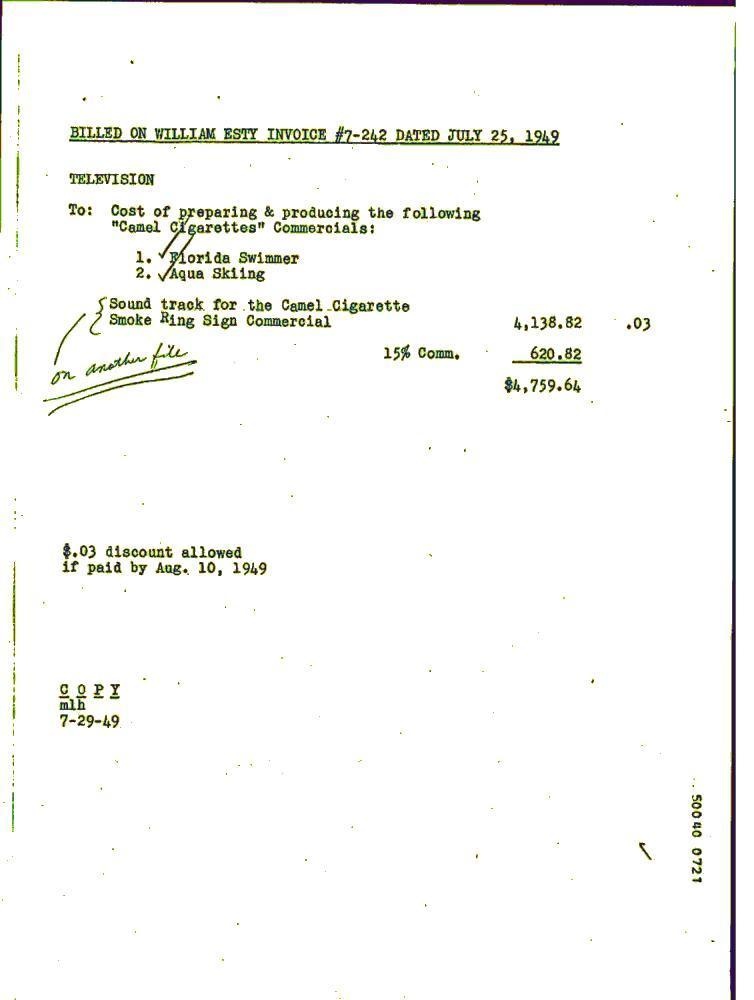 BILLED ON WILLIAM ESTY INVOICE #7-242 DATED JULY 25, 1949
TELEVISION
To: Cost of preparing & producing the following
"Camel Cigarettes" Commercials:
1. ✓ Florida Swimmer
2. ✓ Aqua Skiing
Sound track for the Camel Cigarette
Smoke Ring Sign Commercial 4,138.82 .03
on another file
15% Comm. 620.82
$4,759.64
$.03 discount allowed
if paid by Aug. 10, 1949
COPY
mlh
7-29-49
50040 0721